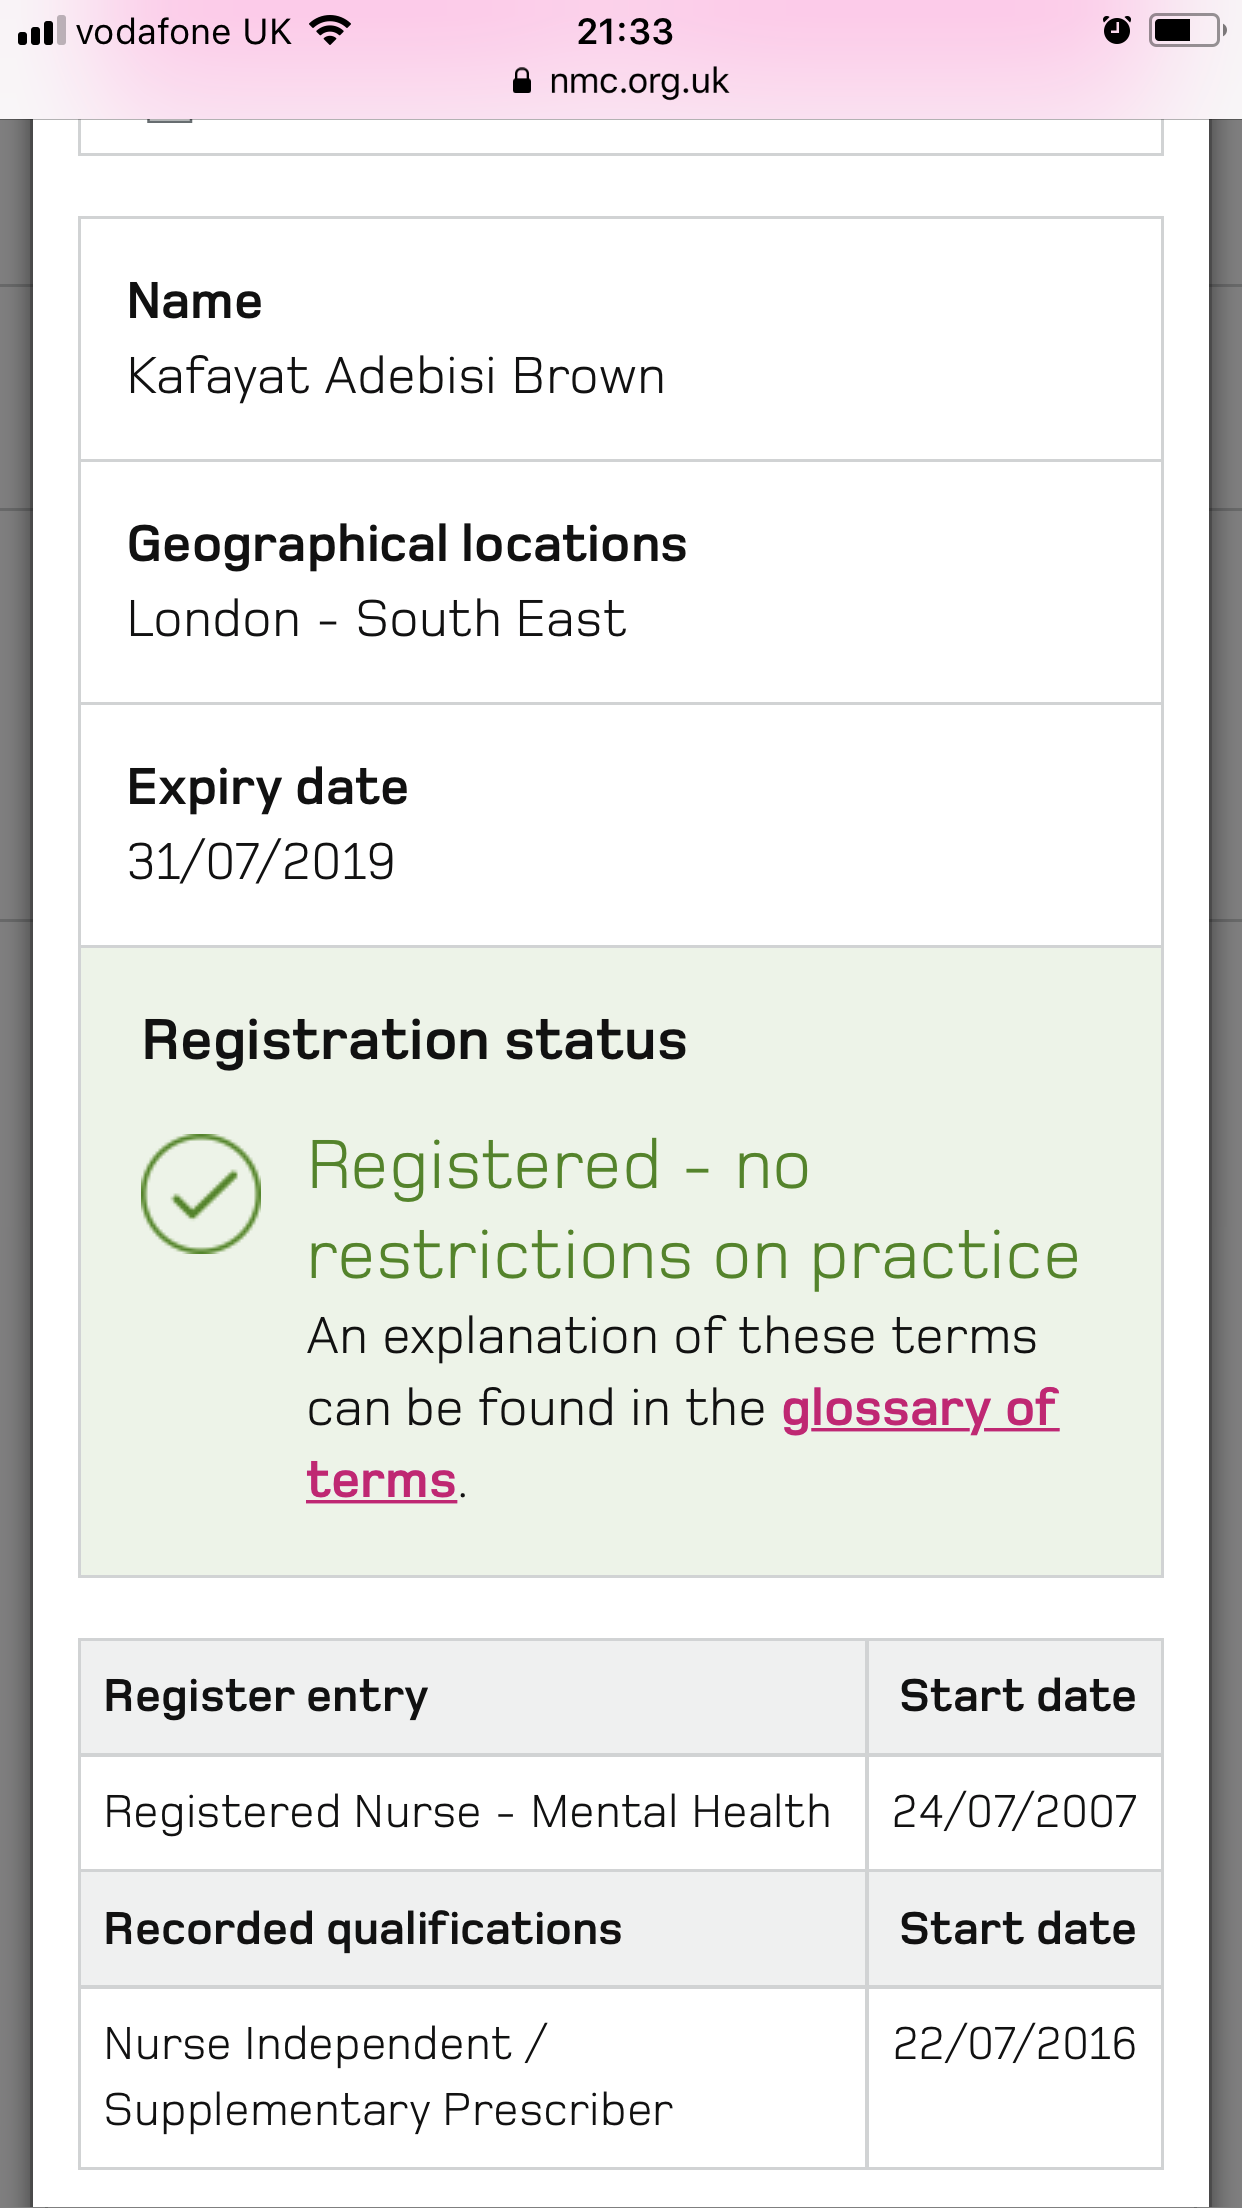 vodafone UK
21:33
nmc.org.uk
Name
Kafayat Adebisi Brown
Geographical locations
London - South East
Expiry date
31/07/2019
Registration status
Registered - no
restrictions on practice
An explanation of these terms
can be found in the glossary of
terms.
Register entry Start date
Registered Nurse - Mental Health 24/07/2007
Recorded qualifications Start date
Nurse Independent / 22/07/2016
Supplementary Prescriber